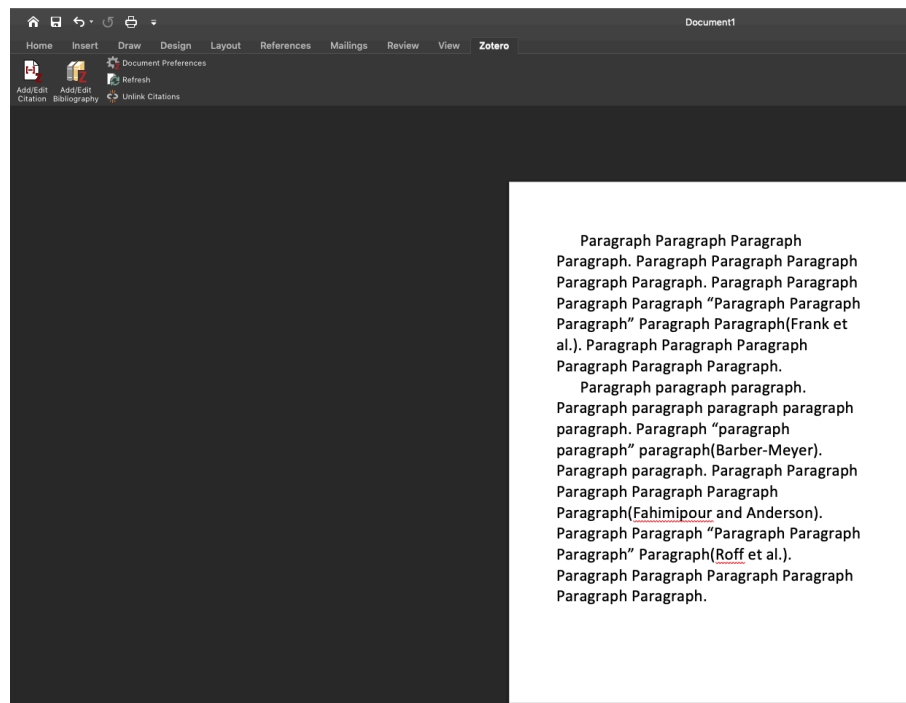 Document1
Home Insert Draw Design Layout References Mailings Review View Zotero
Add/Edit
Citation
Add/Edit
Bibliography
Document Preferences
Refresh
Unlink Citations
Paragraph Paragraph Paragraph
Paragraph. Paragraph Paragraph Paragraph
Paragraph Paragraph. Paragraph Paragraph
Paragraph Paragraph “Paragraph Paragraph
Paragraph” Paragraph Paragraph(Frank et
al.). Paragraph Paragraph Paragraph
Paragraph Paragraph Paragraph.
Paragraph paragraph paragraph.
Paragraph paragraph paragraph paragraph
paragraph. Paragraph “paragraph
paragraph” paragraph(Barber-Meyer).
Paragraph paragraph. Paragraph Paragraph
Paragraph Paragraph Paragraph
Paragraph(Fahimipour and Anderson).
Paragraph Paragraph “Paragraph Paragraph
Paragraph” Paragraph(Roff et al.).
Paragraph Paragraph Paragraph Paragraph
Paragraph Paragraph.